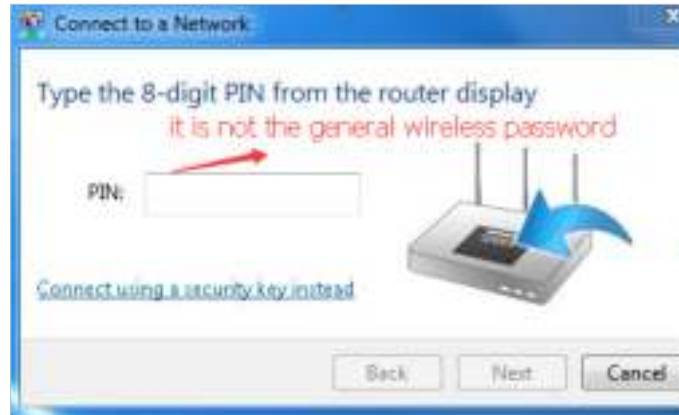 Connect to a Network
Type the 8-digit PIN from the router display
it is not the general wireless password
PIN:
Connect using a security key instead
Back
Next
Cancel